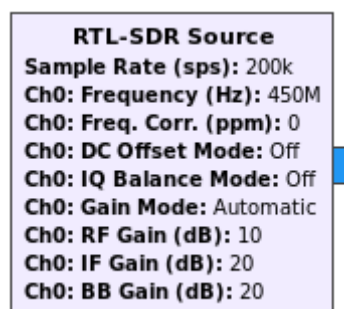 RTL-SDR Source
Sample Rate (sps): 200k
Ch0: Frequency (Hz): 450M
Ch0: Freq. Corr. (ppm): 0
Ch0: DC Offset Mode: Off
Ch0: IQ Balance Mode: Off
Ch0: Gain Mode: Automatic
Ch0: RF Gain (dB): 10
Ch0: IF Gain (dB): 20
Ch0: BB Gain (dB): 20